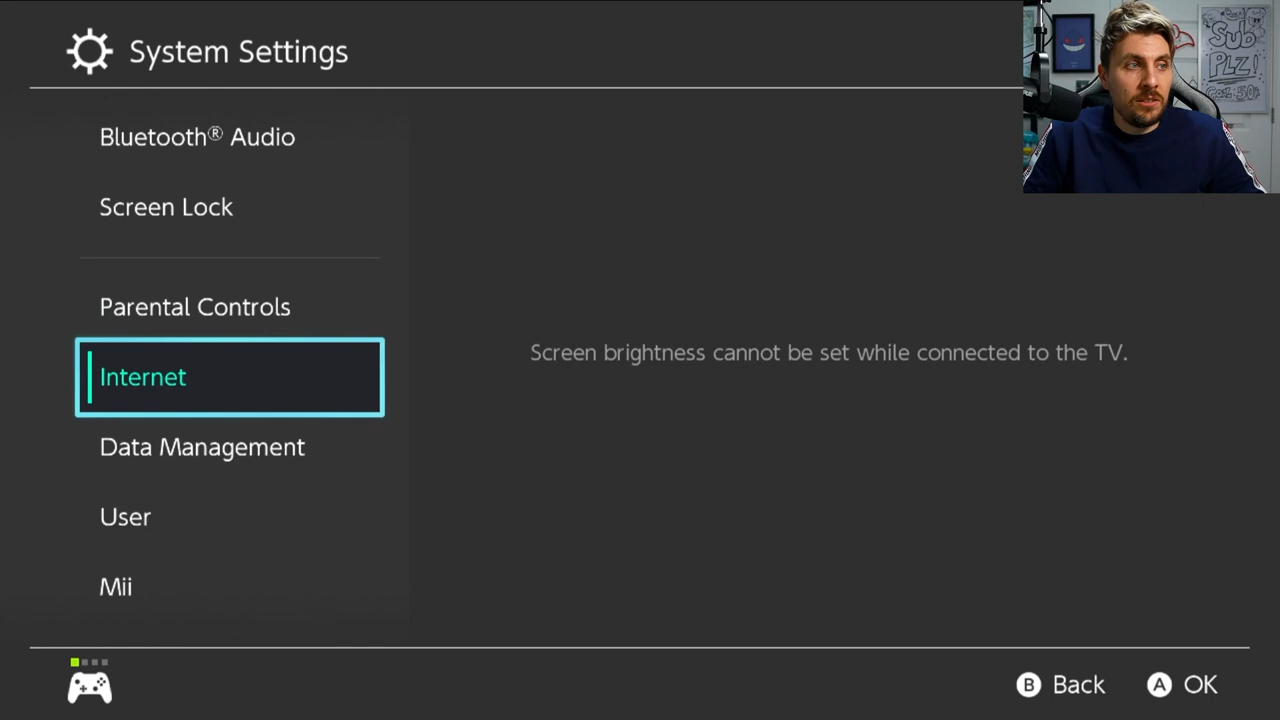 System Settings
Bluetooth® Audio
Screen Lock
Parental Controls
Internet
Data Management
User
Mii
Screen brightness cannot be set while connected to the TV.
B Back
A OK
Sub
PLZ!